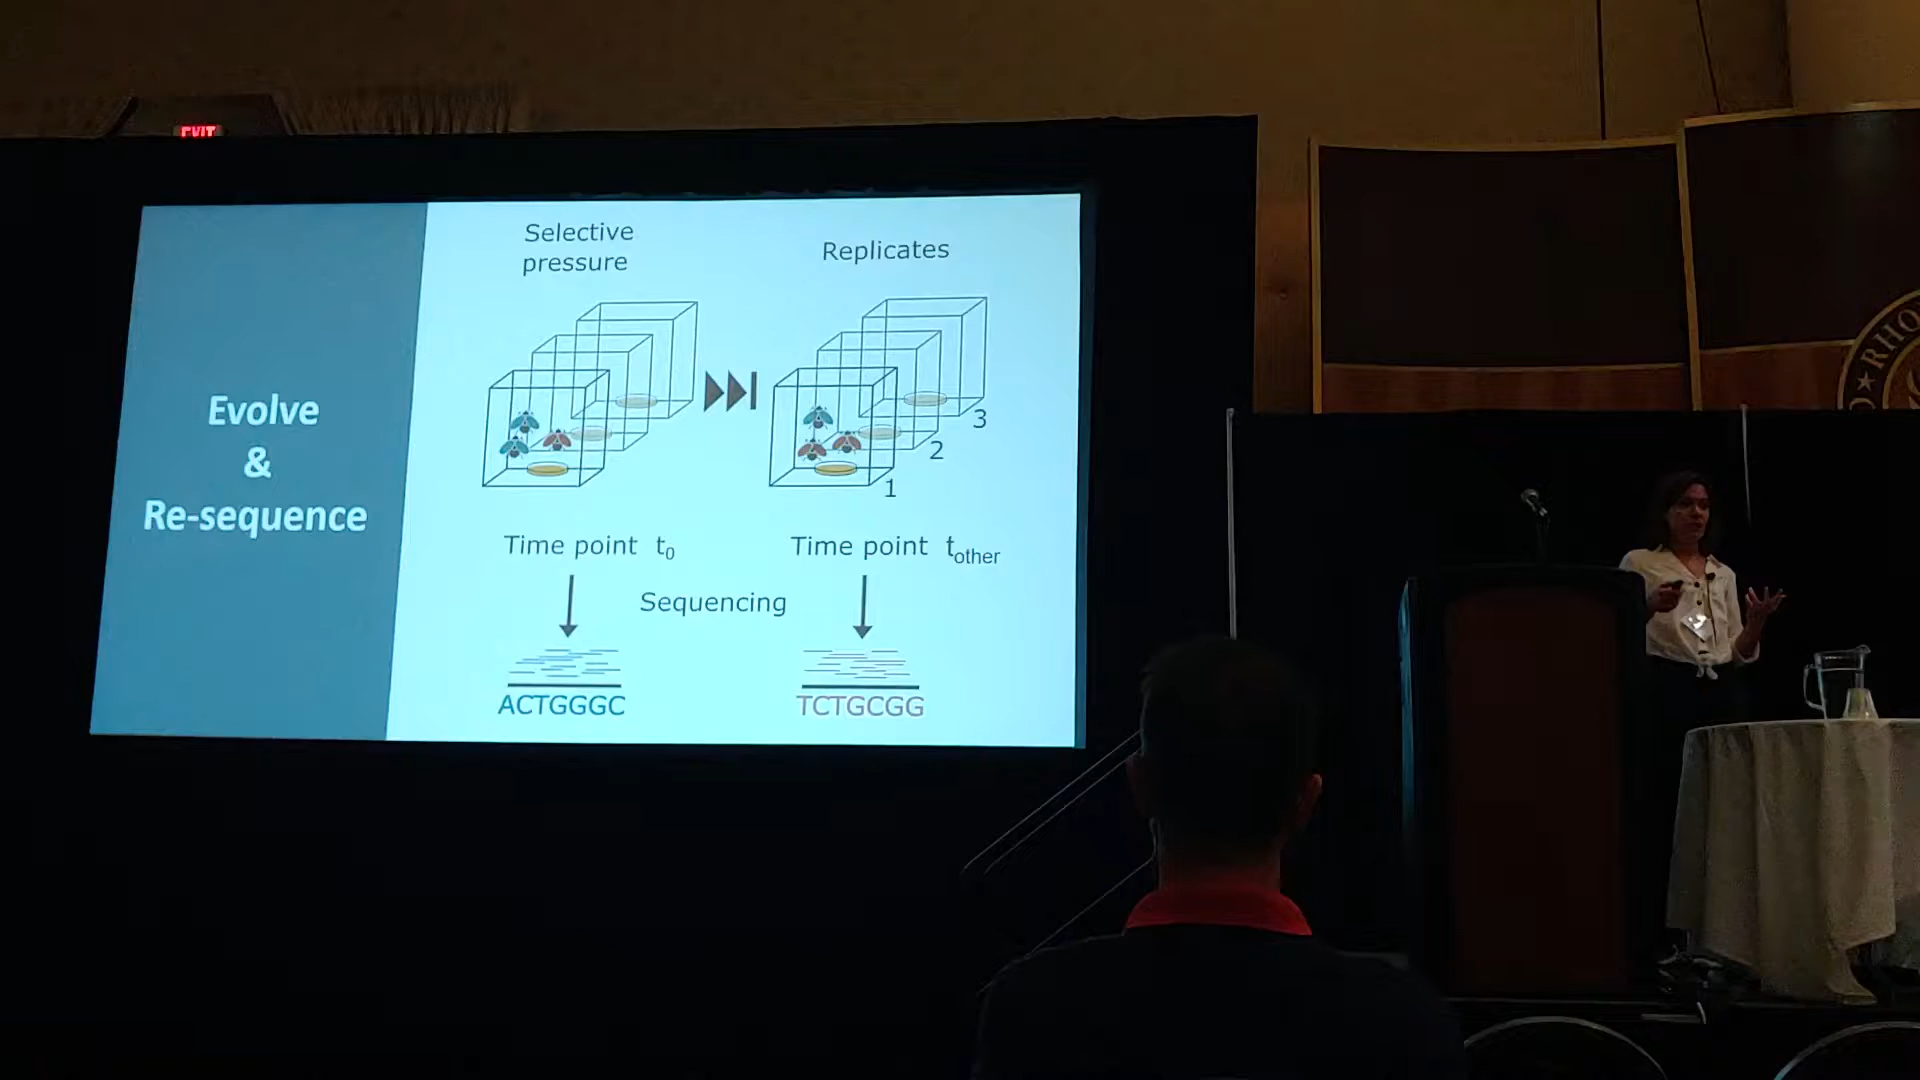 EXIT
Evolve
&
Re-sequence
Selective
pressure
Replicates
1
2
3
Time point t0
Time point tother
Sequencing
ACTGGGC
TCTGCGG
RHO